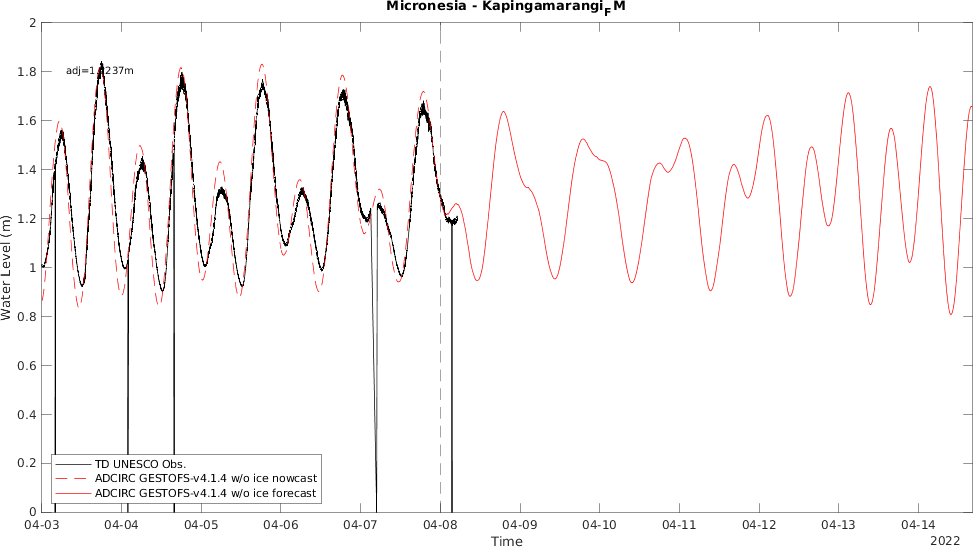 Micronesia - Kapingamarangi_FM
2
1.8
1.6
1.4
1.2
1
0.8
0.6
0.4
0.2
0
Water Level (m)
TD UNESCO Obs.
ADCIRC GESTOFS-v4.1.4 w/o ice nowcast
ADCIRC GESTOFS-v4.1.4 w/o ice forecast
04-03 04-04 04-05 04-06 04-07 04-08 04-09 04-10 04-11 04-12 04-13 04-14
Time
2022